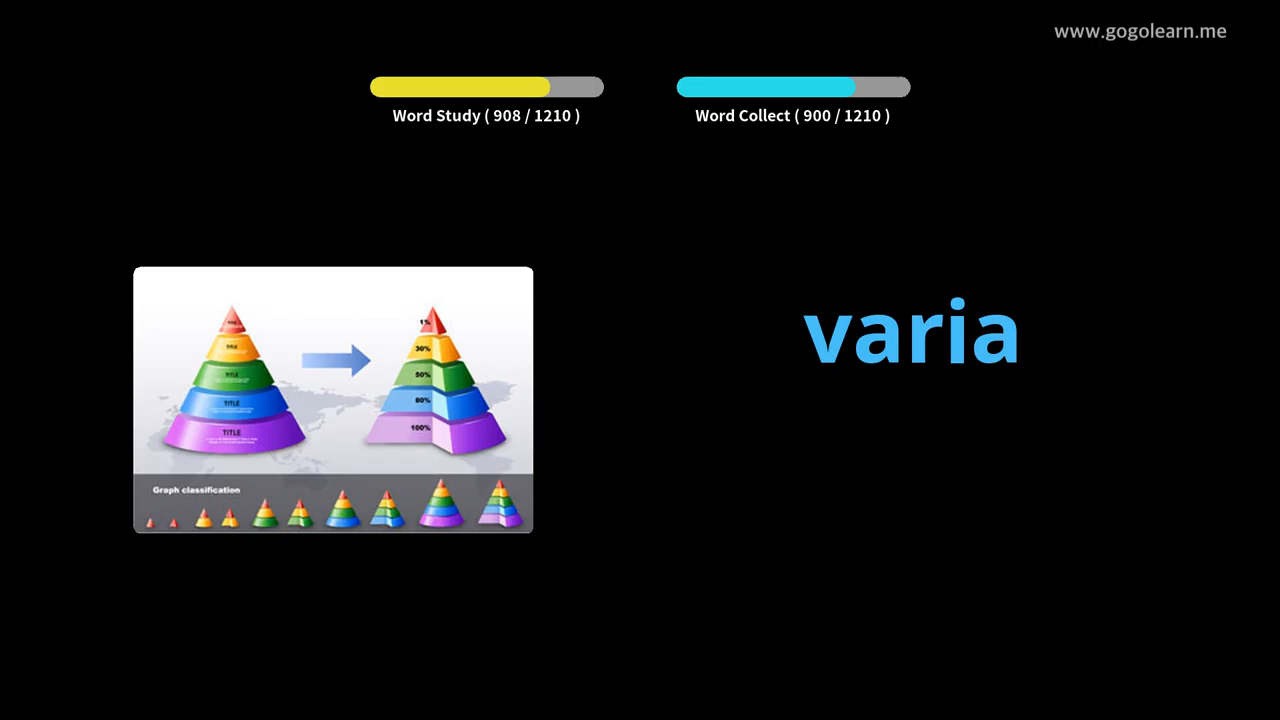 www.gogolearn.me
Word Study ( 908 / 1210 )
Word Collect ( 900 / 1210 )
varia
TITLE
TITLE
TITLE
TITLE
1%
30%
50%
80%
100%
Graph classification